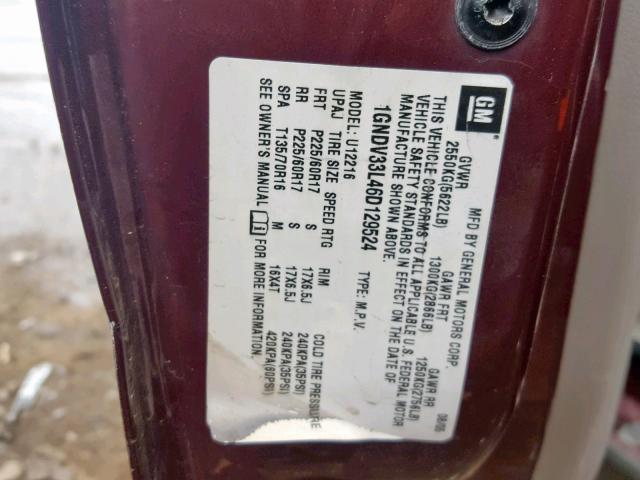 GM
MFD BY GENERAL MOTORS CORP. 08/05
GVWR GAWR FRT GAWR RR
2550KG(5622LB) 1300KG(2866LB) 1250KG(2756LB)
THIS VEHICLE CONFORMS TO ALL APPLICABLE U.S. FEDERAL MOTOR
VEHICLE SAFETY STANDARDS IN EFFECT ON THE DATE OF
MANUFACTURE SHOWN ABOVE.
1GNDV33L46D129524 TYPE: M.P.V.
MODEL: U12216
UPAJ TIRE SIZE SPEED RTG RIM COLD TIRE PRESSURE
FRT P225/60R17 S 17X6.5J 240KPA(35PSI)
RR P225/60R17 S 17X6.5J 240KPA(35PSI)
SPA T135/70R16 M 16X4T 420KPA(60PSI)
SEE OWNER'S MANUAL FOR MORE INFORMATION